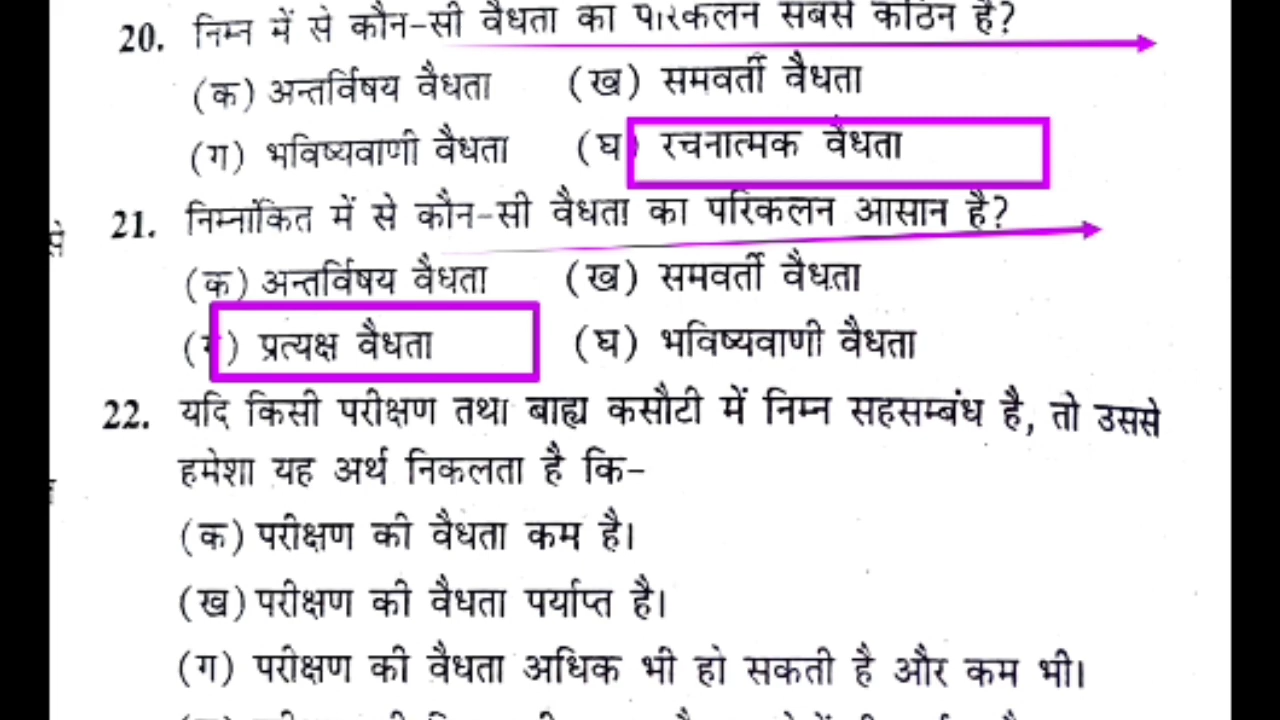 20. निम्न में से कौन-सी वैधता का परिकलन सबसे कठिन है?
(क) अन्तर्विषय वैधता (ख) समवर्ती वैधता
(ग) भविष्यवाणी वैधता (घ) रचनात्मक वैधता
21. निम्नांकित में से कौन-सी वैधता का परिकलन आसान है?
(क) अन्तर्विषय वैधता (ख) समवर्ती वैधता
(ग) प्रत्यक्ष वैधता (घ) भविष्यवाणी वैधता
22. यदि किसी परीक्षण तथा बाह्य कसौटी में निम्न सहसम्बंध है, तो उससे
हमेशा यह अर्थ निकलता है कि-
(क) परीक्षण की वैधता कम है।
(ख) परीक्षण की वैधता पर्याप्त है।
(ग) परीक्षण की वैधता अधिक भी हो सकती है और कम भी।